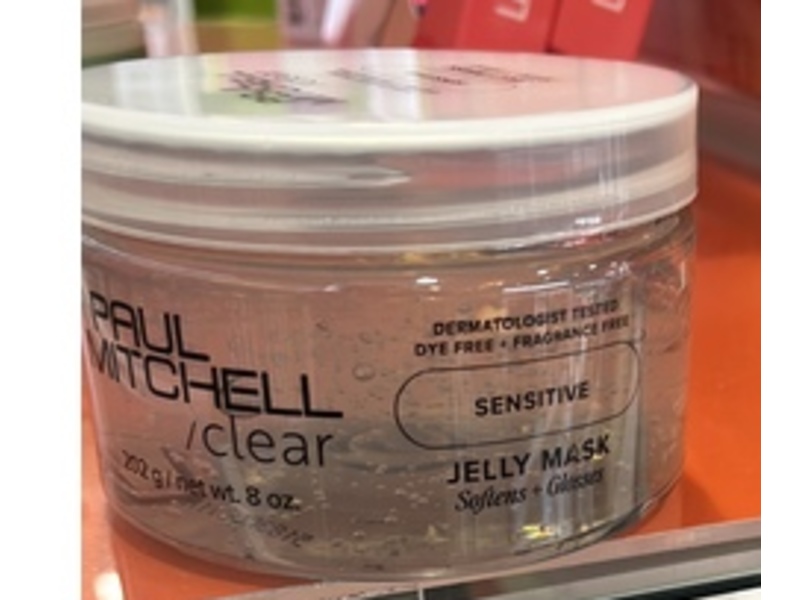 PAUL
MITCHELL
/clear
202 g / net wt. 8 oz.
DERMATOLOGIST TESTED
DYE FREE + FRAGRANCE FREE
SENSITIVE
JELLY MASK
Softens + Glosses